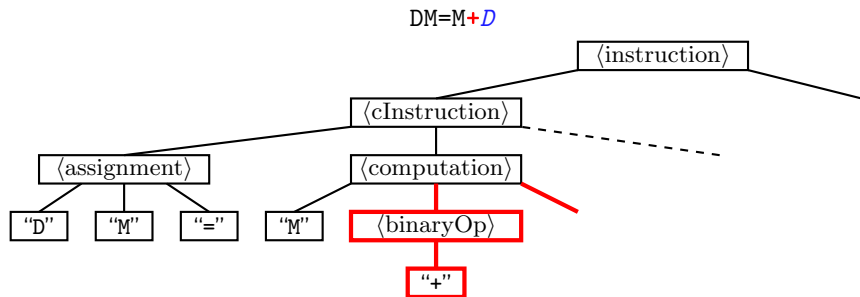 DM=M+D
⟨instruction⟩
⟨cInstruction⟩
⟨assignment⟩ ⟨computation⟩
“D” “M” “=” “M” ⟨binaryOp⟩
“+”